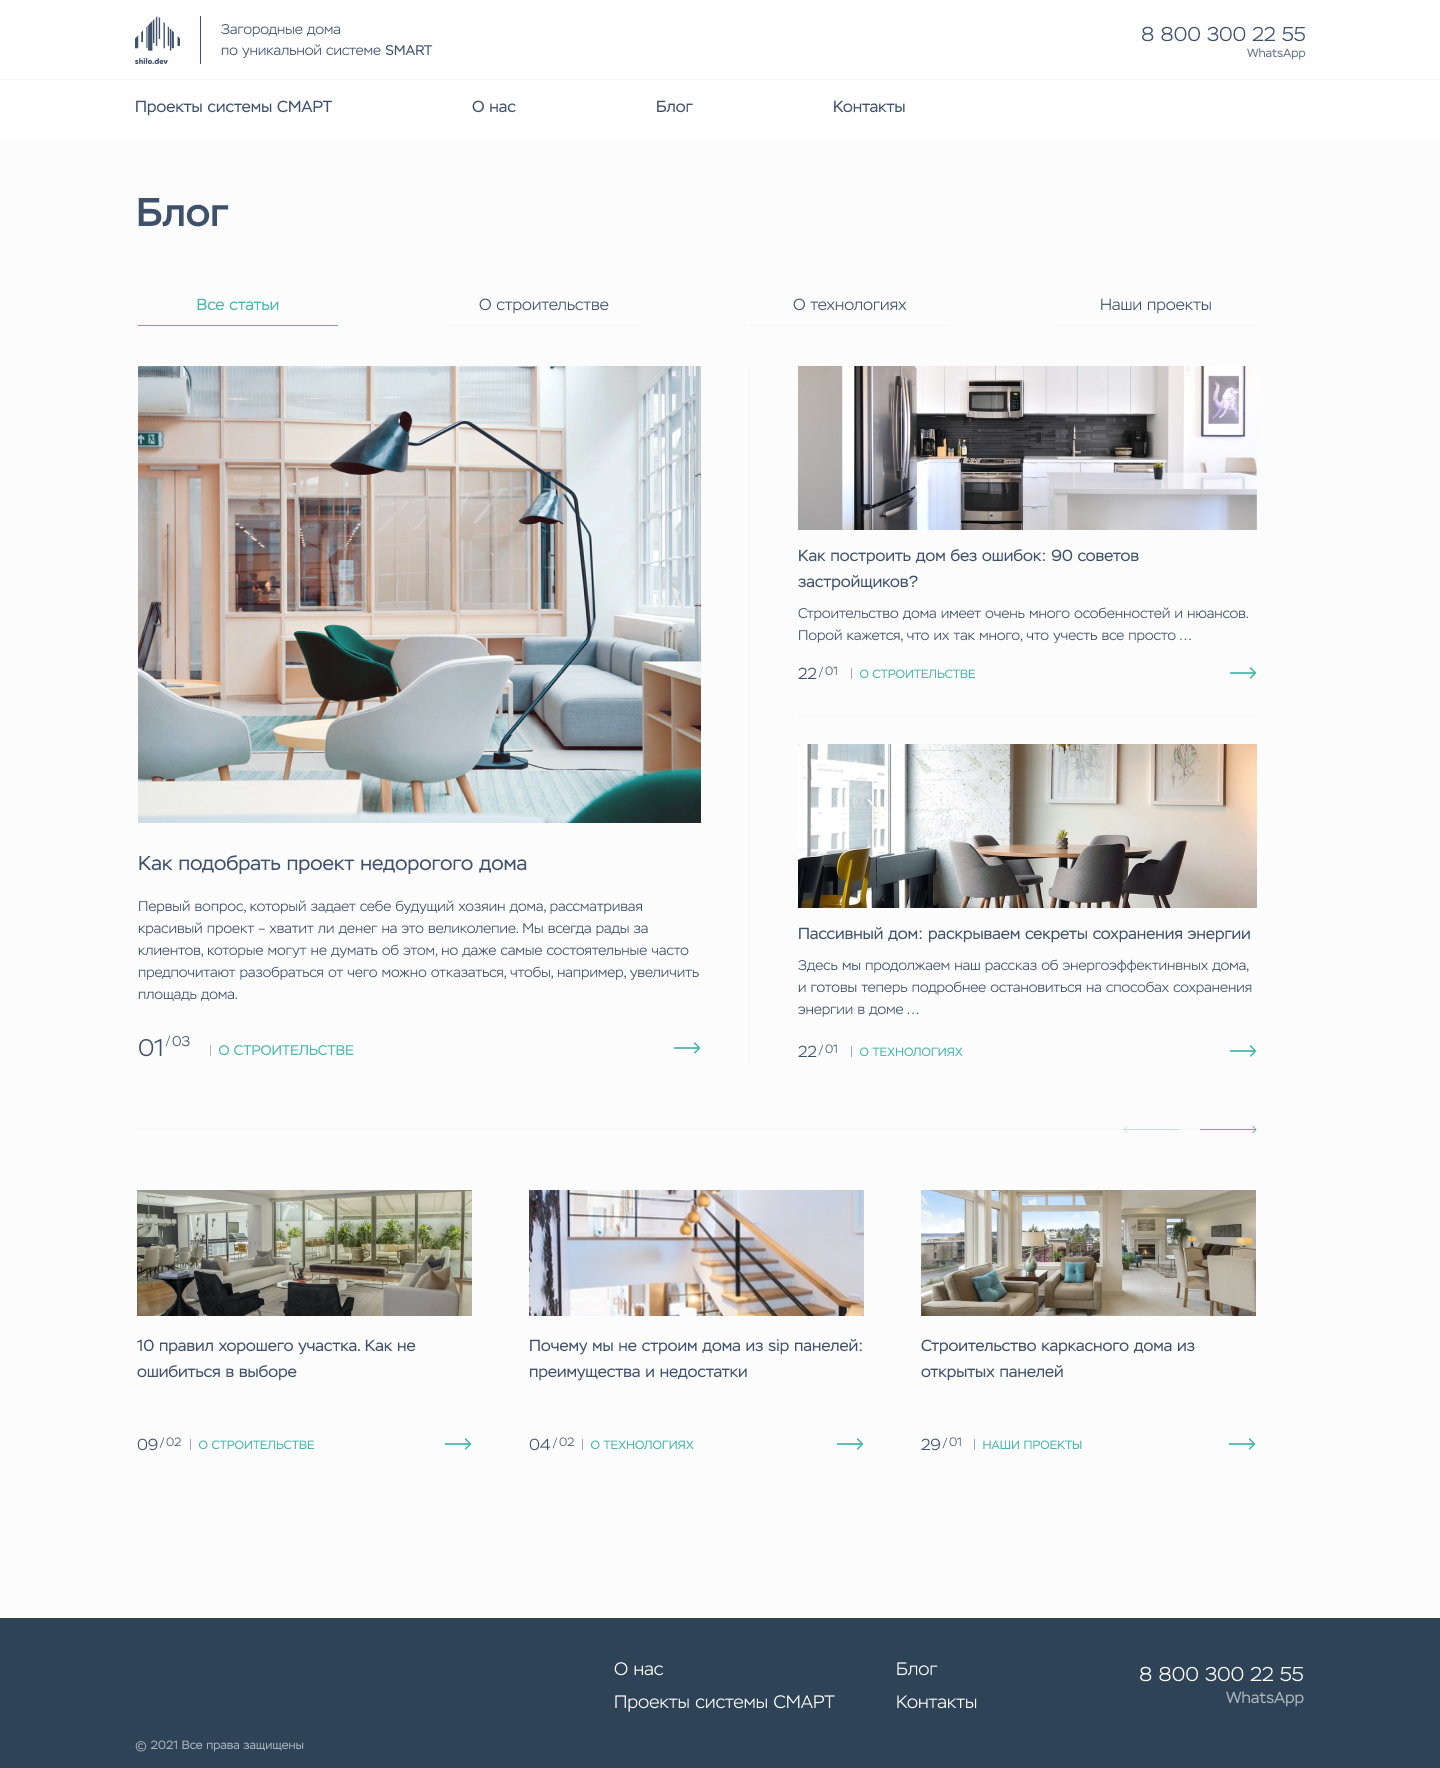 shilo.dev
Загородные дома
по уникальной системе SMART
8 800 300 22 55
WhatsApp
Проекты системы СМАРТ
О нас
Блог
Контакты
Блог
Все статьи
О строительстве
О технологиях
Наши проекты
Как подобрать проект недорогого дома
Первый вопрос, который задает себе будущий хозяин дома, рассматривая
красивый проект – хватит ли денег на это великолепие. Мы всегда рады за
клиентов, которые могут не думать об этом, но даже самые состоятельные часто
предпочитают разобраться от чего можно отказаться, чтобы, например, увеличить
площадь дома.
01/03 | О СТРОИТЕЛЬСТВЕ
Как построить дом без ошибок: 90 советов
застройщиков?
Строительство дома имеет очень много особенностей и нюансов.
Порой кажется, что их так много, что учесть все просто ...
22/01 | О СТРОИТЕЛЬСТВЕ
Пассивный дом: раскрываем секреты сохранения энергии
Здесь мы продолжаем наш рассказ об энергоэффектинвных дома,
и готовы теперь подробнее остановиться на способах сохранения
энергии в доме ...
22/01 | О ТЕХНОЛОГИЯХ
10 правил хорошего участка. Как не
ошибиться в выборе
09/02 | О СТРОИТЕЛЬСТВЕ
Почему мы не строим дома из sip панелей:
преимущества и недостатки
04/02 | О ТЕХНОЛОГИЯХ
Строительство каркасного дома из
открытых панелей
29/01 | НАШИ ПРОЕКТЫ
О нас
Проекты системы СМАРТ
Блог
Контакты
8 800 300 22 55
WhatsApp
© 2021 Все права защищены